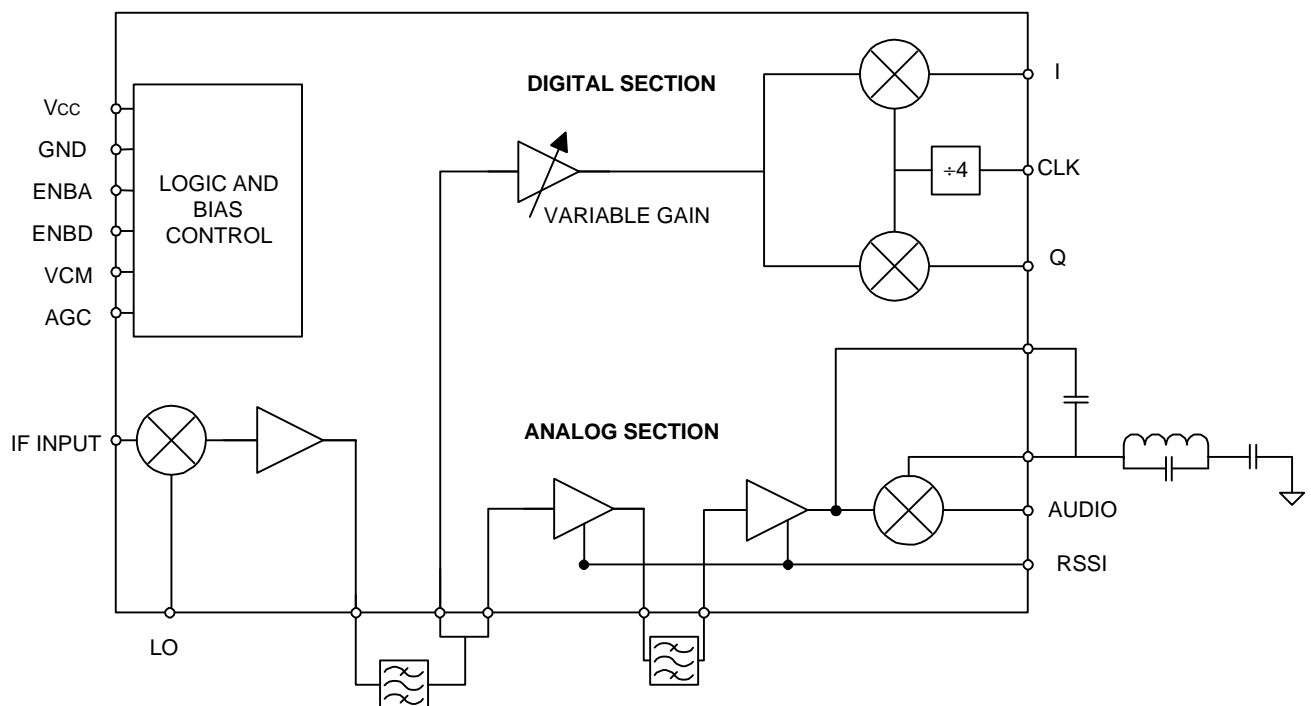 DIGITAL SECTION
I
Vcc
GND
ENBA
ENBD
VCM
AGC
LOGIC AND
BIAS
CONTROL
VARIABLE GAIN
÷4
CLK
Q
IF INPUT
ANALOG SECTION
AUDIO
RSSI
LO